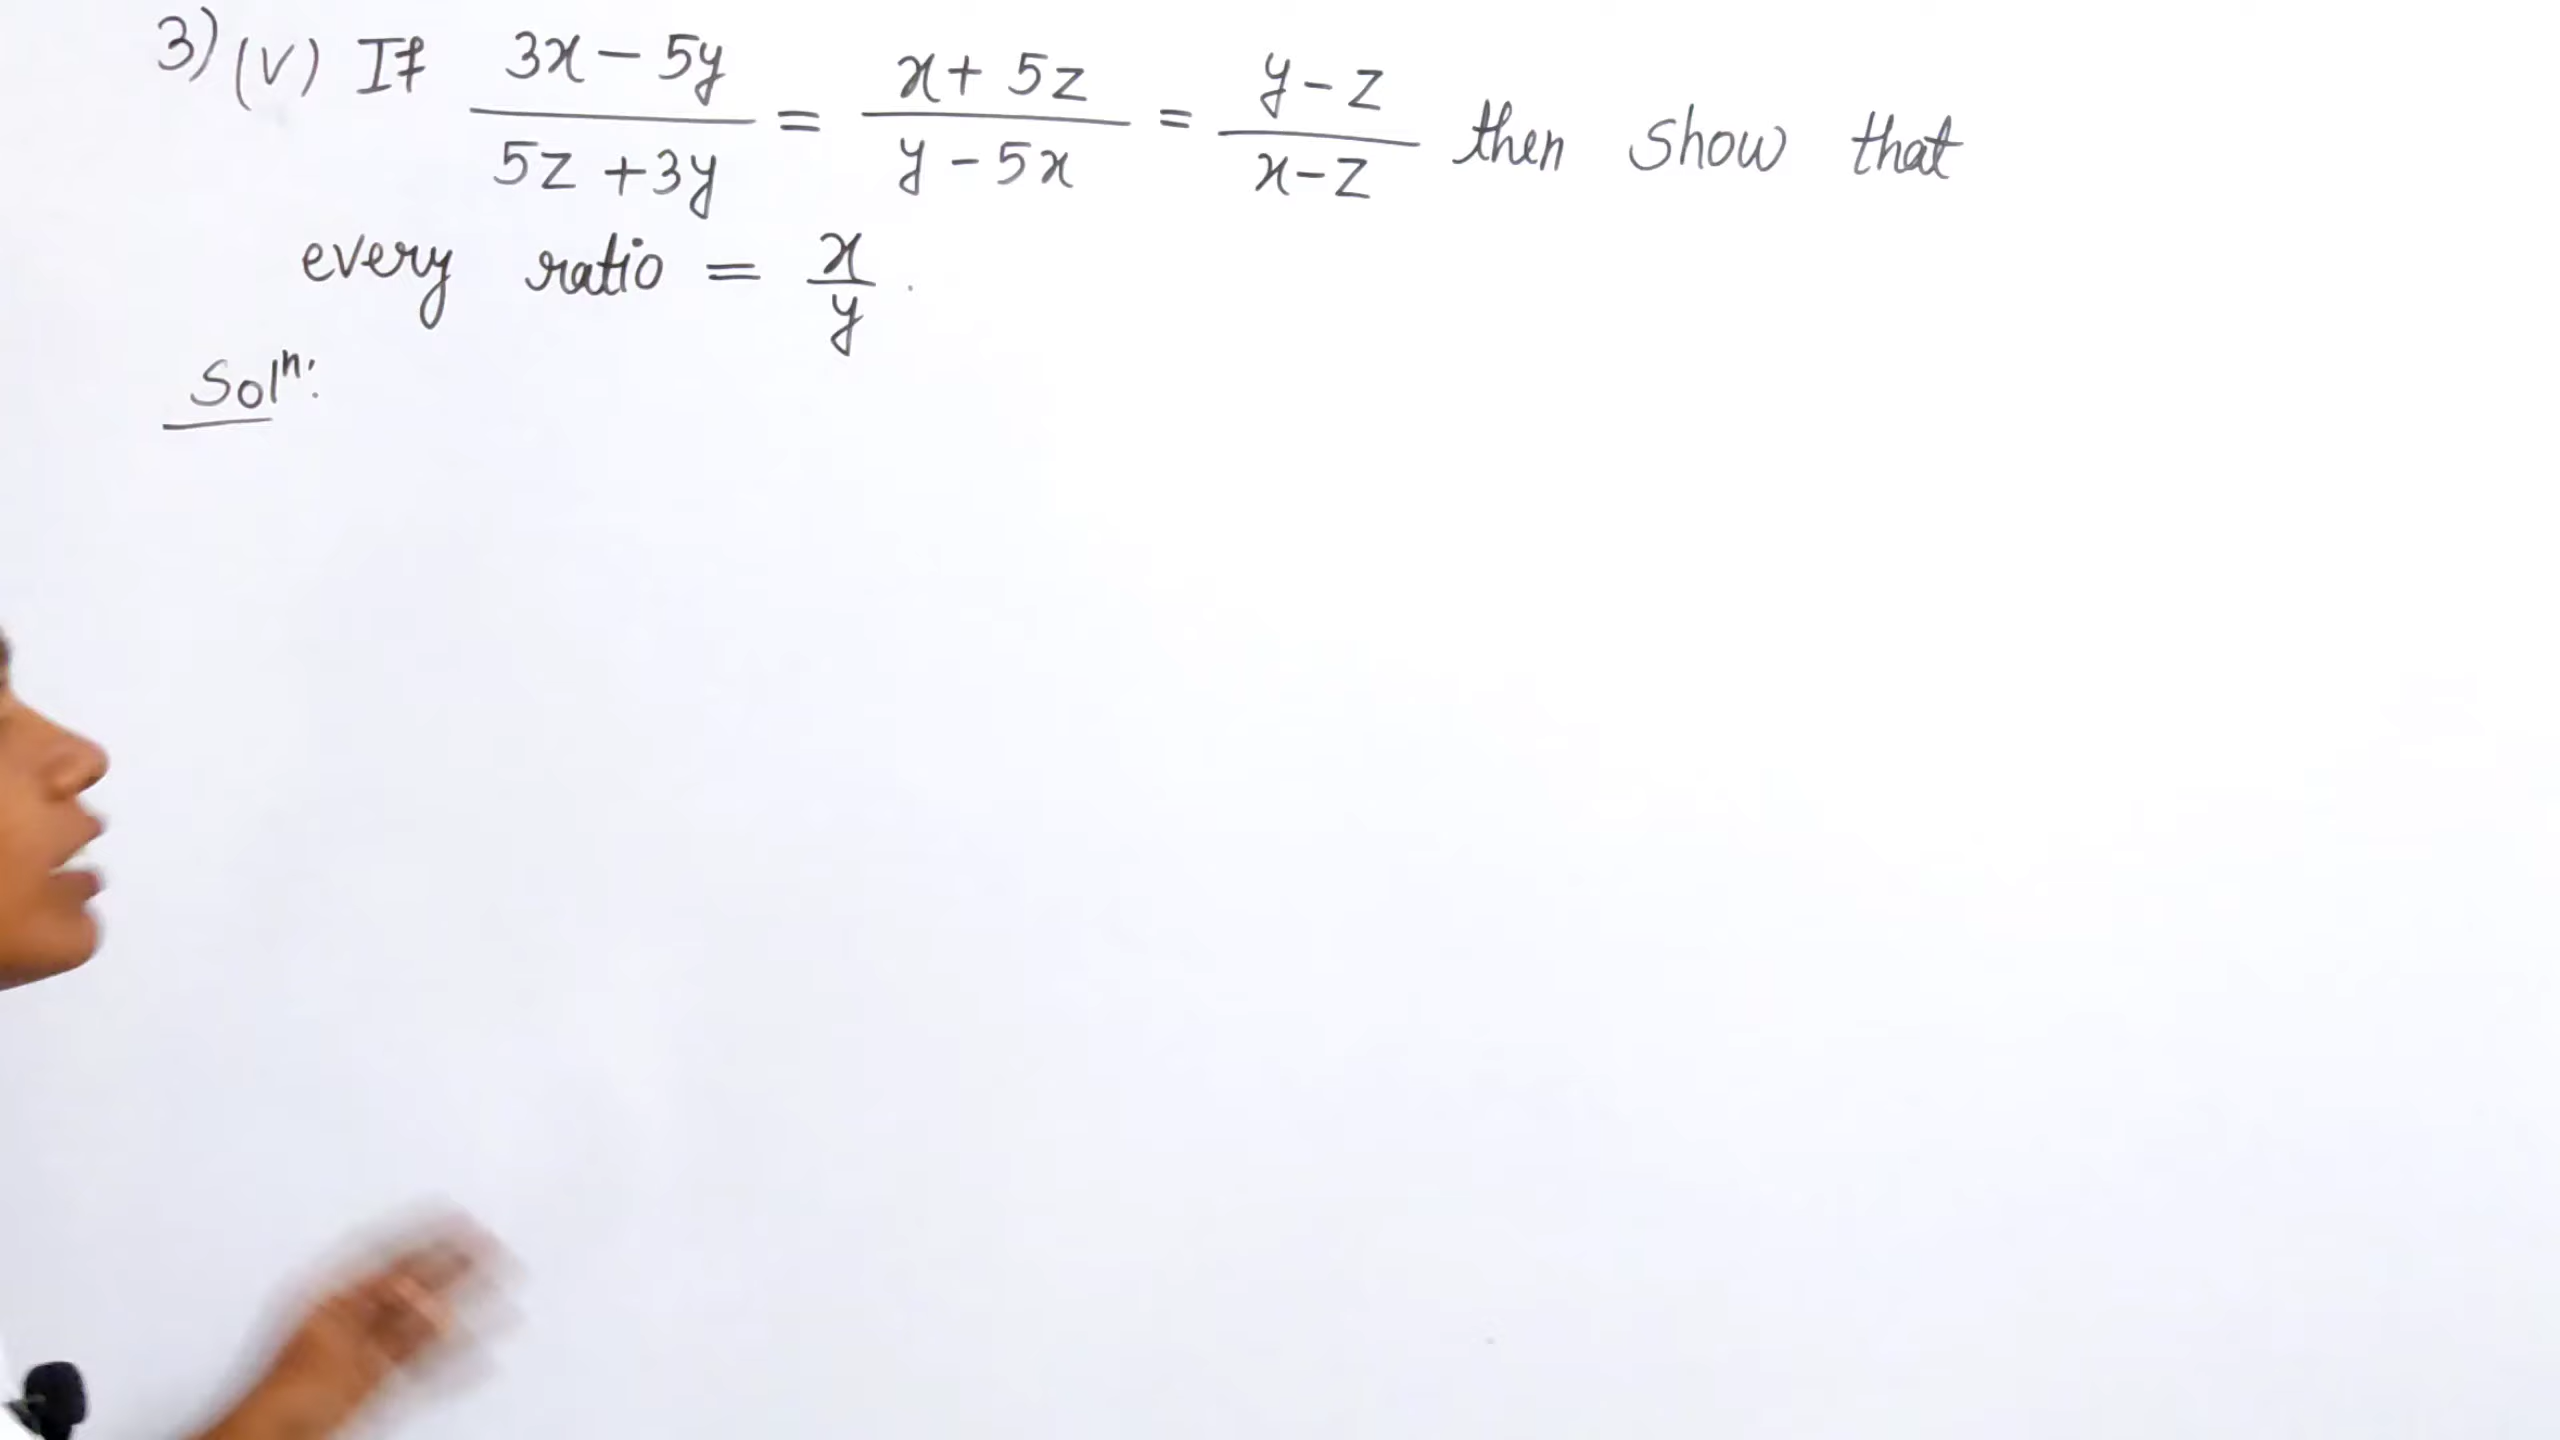 3) (v) If 3x - 5y / 5z + 3y = x + 5z / y - 5x = y - z / x - z then show that
every ratio = x / y .
Solⁿ: